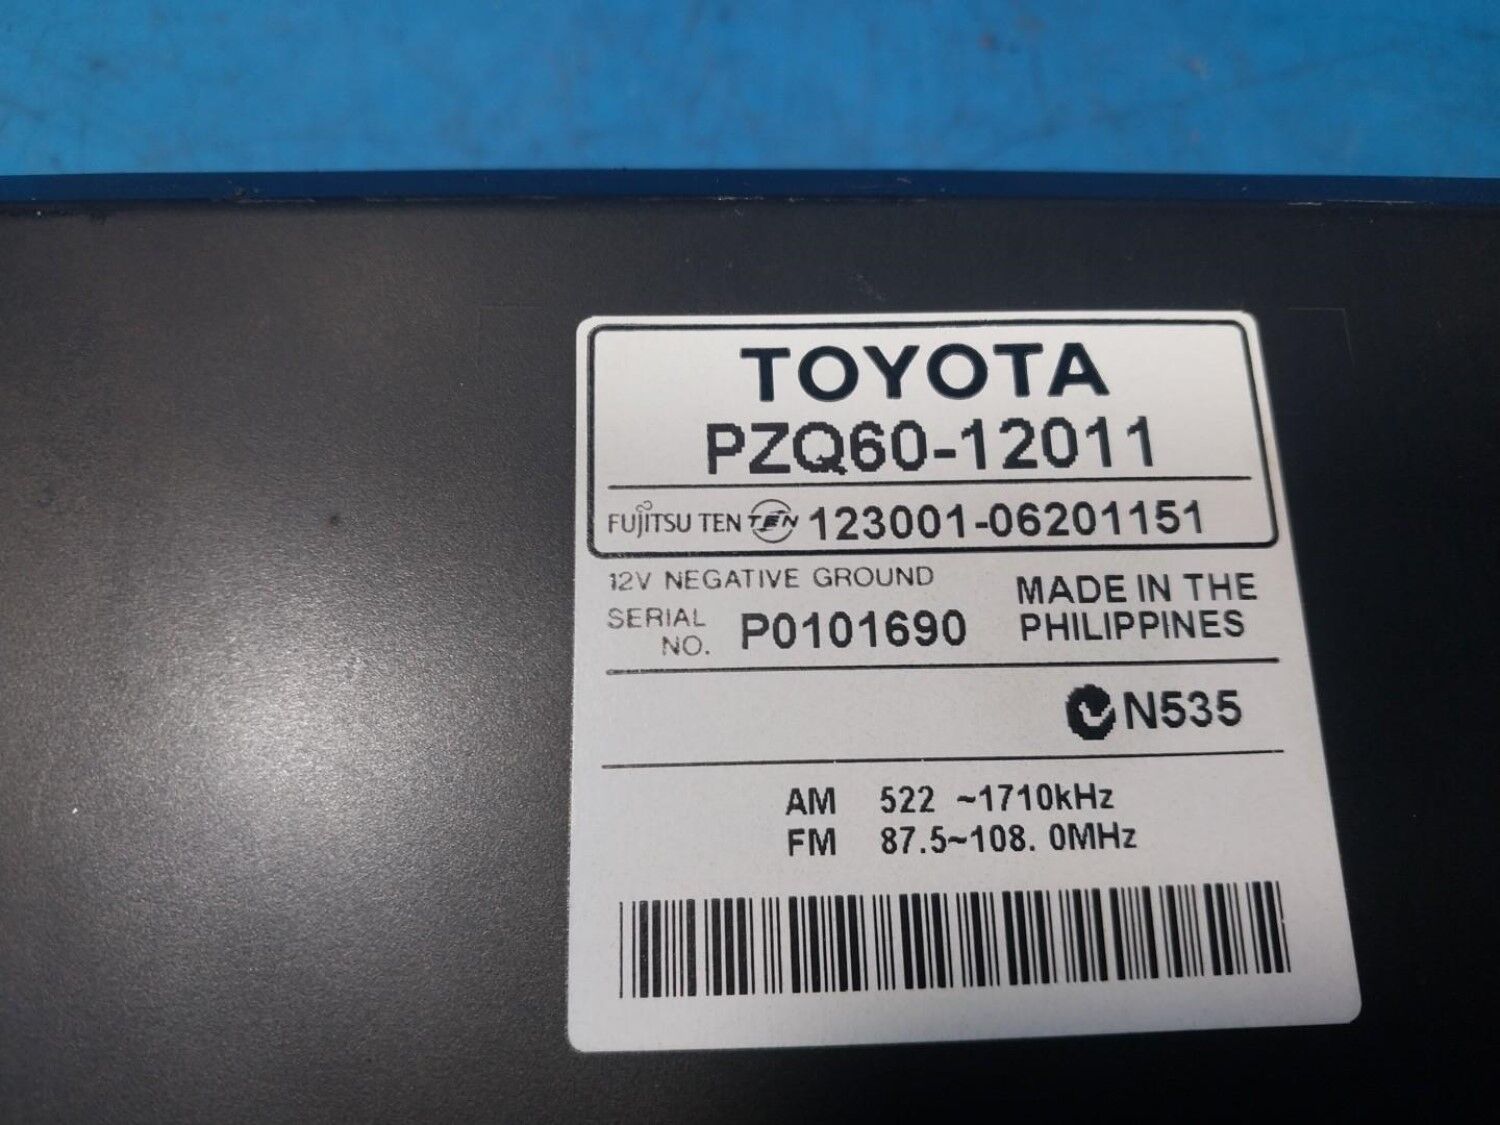 TOYOTA
PZQ60-12011
FUJITSU TEN TEN 123001-06201151
12V NEGATIVE GROUND
SERIAL NO. P0101690
MADE IN THE PHILIPPINES
N535
AM 522 ~1710kHz
FM 87.5~108. 0MHz